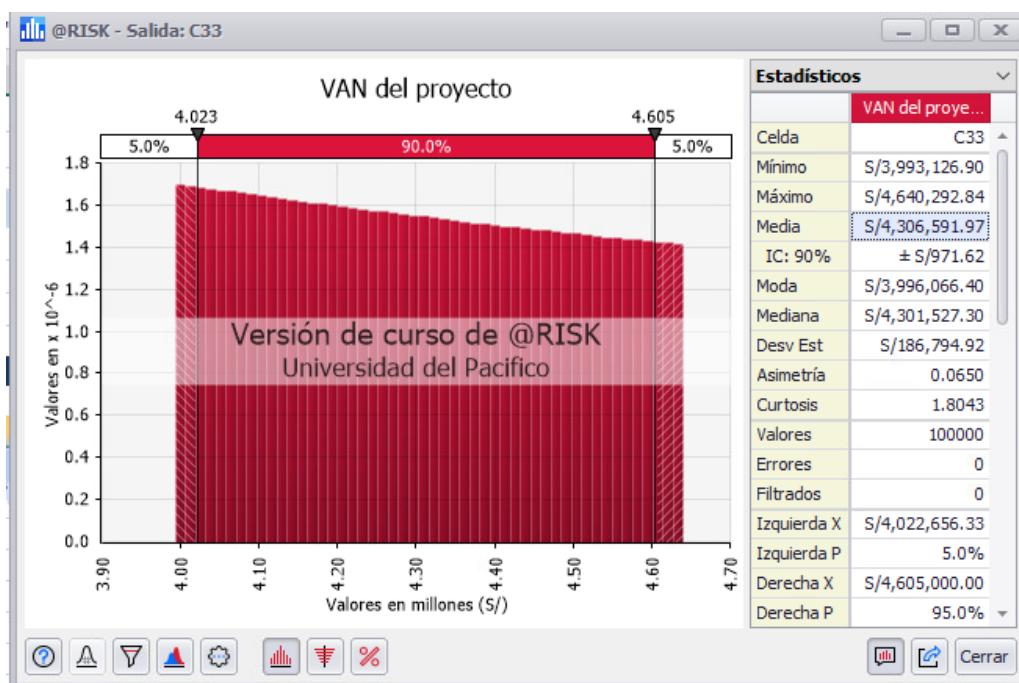 @RISK - Salida: C33
VAN del proyecto
4.023 4.605
5.0% 90.0% 5.0%
1.8
1.6
1.4
1.2
1.0
0.8
0.6
0.4
0.2
0.0
Valores en x 10^-6
3.90 4.00 4.10 4.20 4.30 4.40 4.50 4.60 4.70
Valores en millones (S/)
Versión de curso de @RISK
Universidad del Pacifico
Estadísticos
VAN del proye...
Celda C33
Mínimo S/3,993,126.90
Máximo S/4,640,292.84
Media S/4,306,591.97
IC: 90% ± S/971.62
Moda S/3,996,066.40
Mediana S/4,301,527.30
Desv Est S/186,794.92
Asimetría 0.0650
Curtosis 1.8043
Valores 100000
Errores 0
Filtrados 0
Izquierda X S/4,022,656.33
Izquierda P 5.0%
Derecha X S/4,605,000.00
Derecha P 95.0%
Cerrar